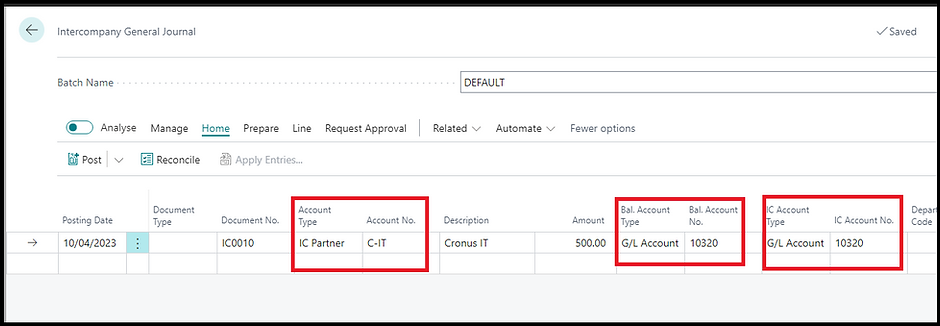 Intercompany General Journal
Saved
Batch Name
DEFAULT
Analyse Manage Home Prepare Line Request Approval Related Automate Fewer options
Post Reconcile Apply Entries...
Posting Date Document Type Document No. Account Type Account No. Description Amount Bal. Account Type Bal. Account No. IC Account Type IC Account No. Code
10/04/2023 IC0010 IC Partner C-IT Cronus IT 500.00 G/L Account 10320 G/L Account 10320